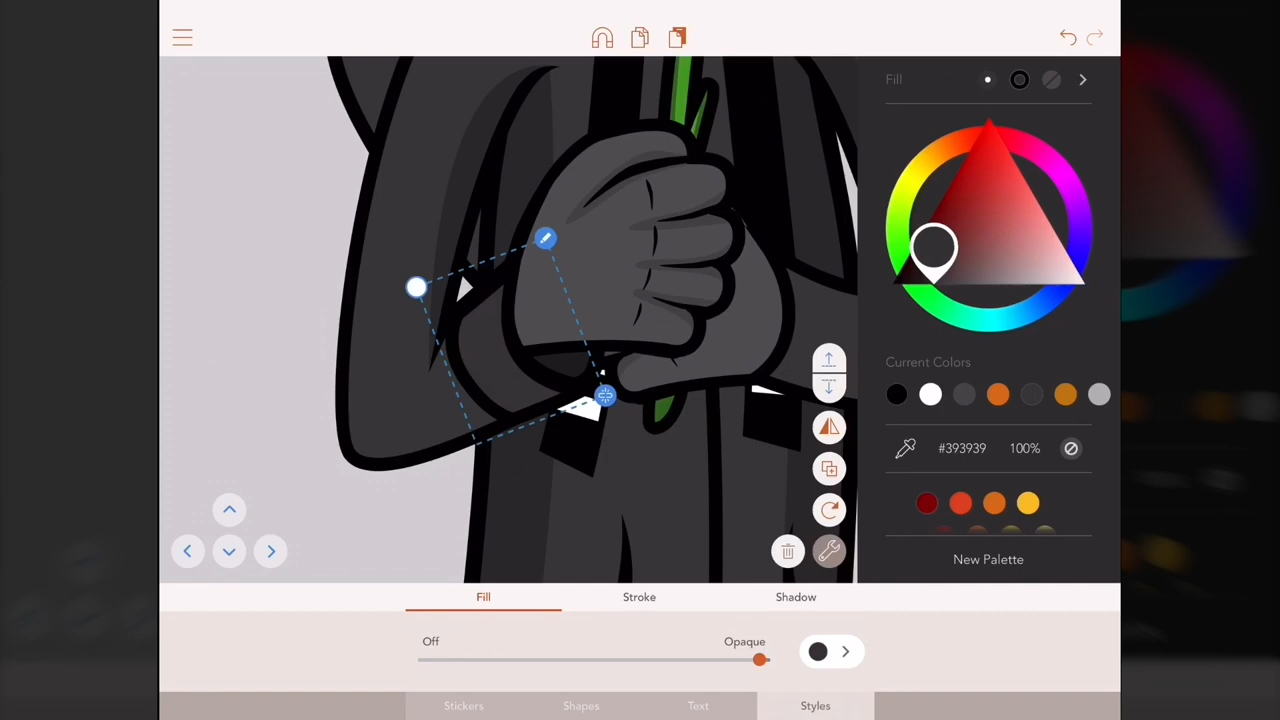 Fill
Current Colors
#393939 100%
New Palette
Fill Stroke Shadow
Off Opaque
Stickers Shapes Text Styles